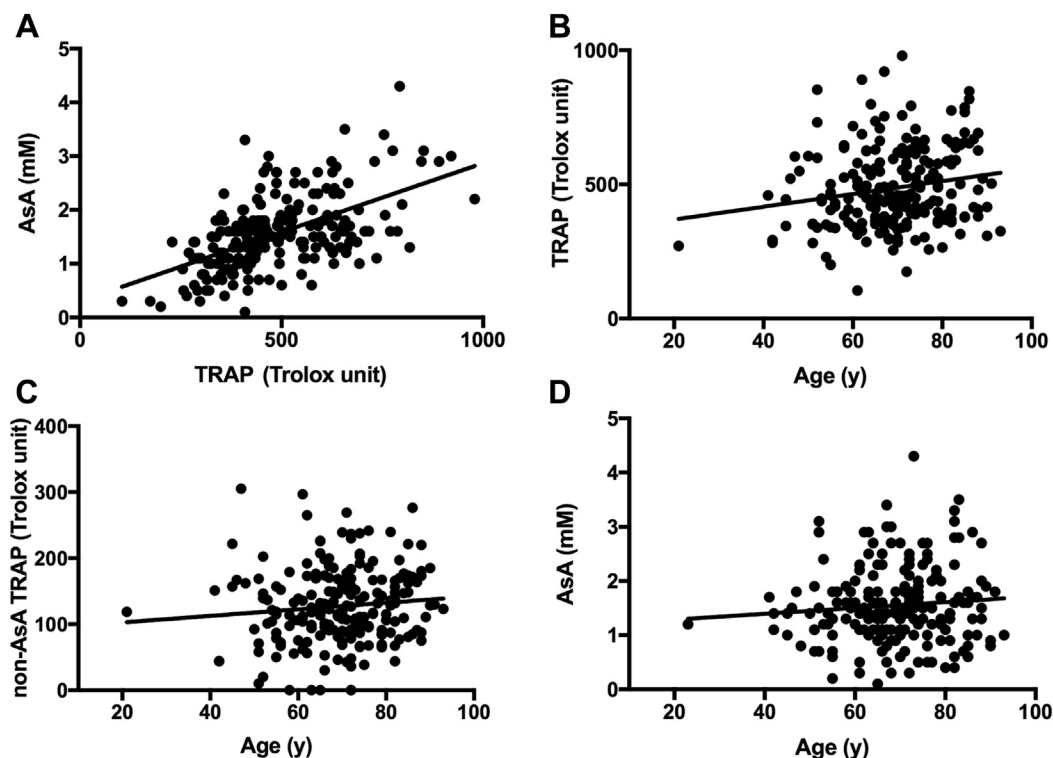 A
5
4
3
2
1
0
0 500 1000
AsA (mM)
TRAP (Trolox unit)
B
1000
500
0
20 40 60 80 100
TRAP (Trolox unit)
Age (y)
C
400
300
200
100
0
20 40 60 80 100
non-AsA TRAP (Trolox unit)
Age (y)
D
5
4
3
2
1
0
20 40 60 80 100
AsA (mM)
Age (y)